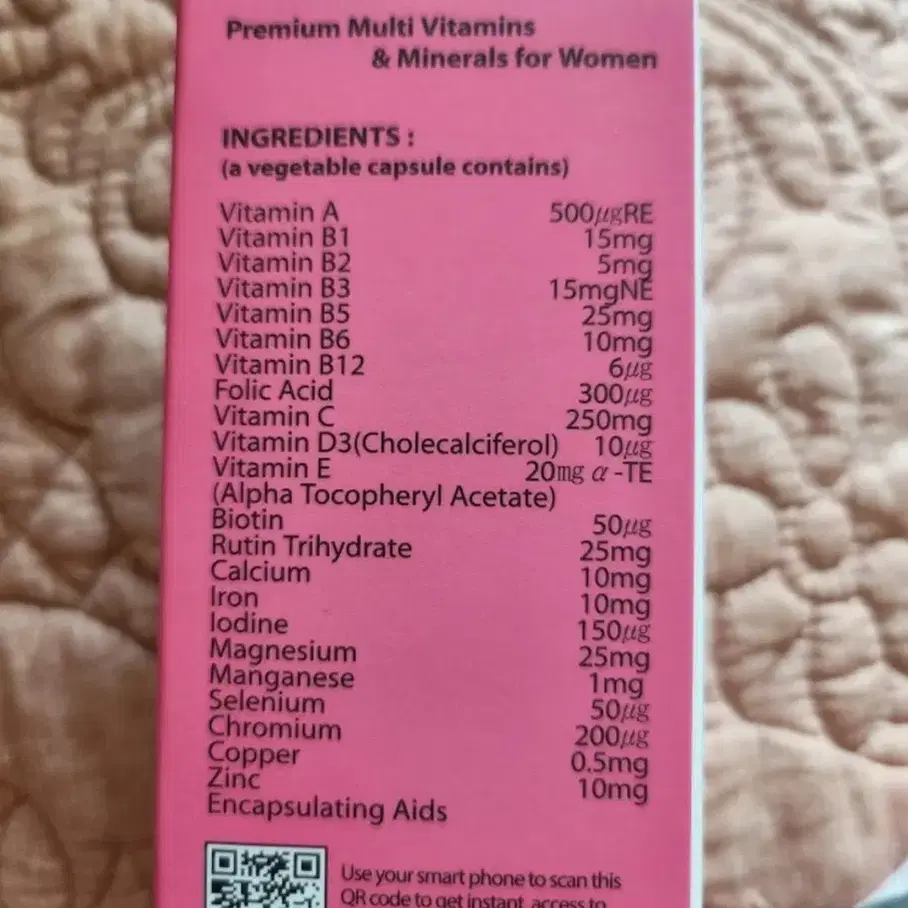 Premium Multi Vitamins
& Minerals for Women
INGREDIENTS :
(a vegetable capsule contains)
Vitamin A 500㎍RE
Vitamin B1 15mg
Vitamin B2 5mg
Vitamin B3 15mgNE
Vitamin B5 25mg
Vitamin B6 10mg
Vitamin B12 6㎍
Folic Acid 300㎍
Vitamin C 250mg
Vitamin D3(Cholecalciferol) 10㎍
Vitamin E 20㎎ α -TE
(Alpha Tocopheryl Acetate)
Biotin 50㎍
Rutin Trihydrate 25mg
Calcium 10mg
Iron 10mg
Iodine 150㎍
Magnesium 25mg
Manganese 1mg
Selenium 50㎍
Chromium 200㎍
Copper 0.5mg
Zinc 10mg
Encapsulating Aids
Use your smart phone to scan this
QR code to get instant access to